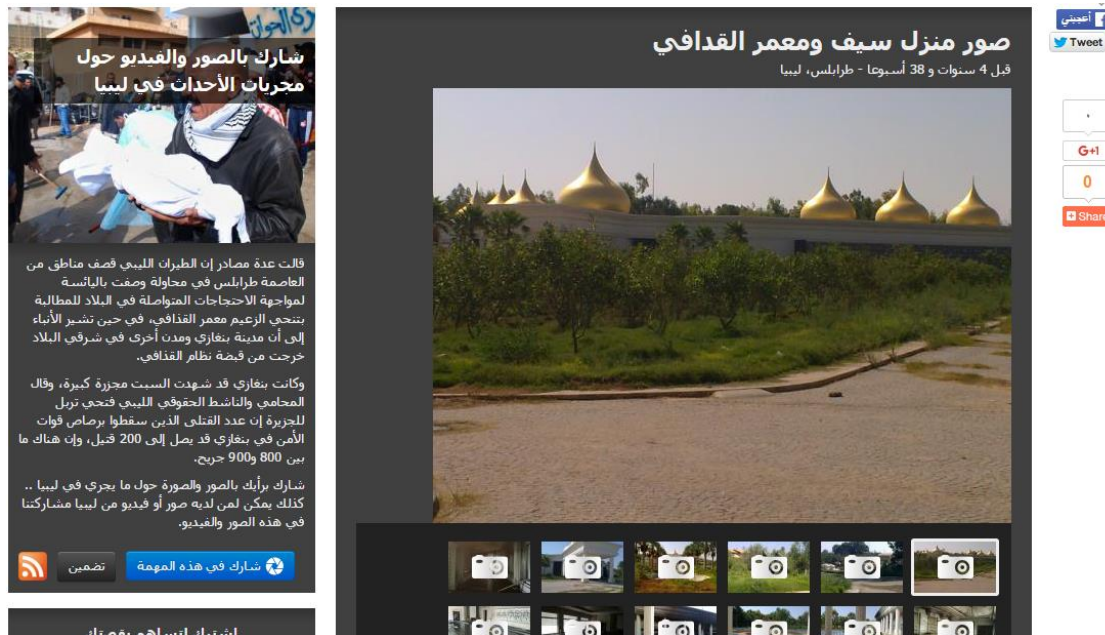 صور منزل سيف ومعمر القدافي
قبل 4 سنوات و 38 أسبوعا - طرابلس، ليبيا
شارك بالصور والفيديو حول
مجريات الأحداث في ليبيا
قالت عدة مصادر إن الطيران الليبي قصف مناطق من
العاصمة طرابلس في محاولة وصفت باليائسة
لمواجهة الاحتجاجات المتواصلة في البلاد للمطالبة
بتنحي الزعيم معمر القذافي، في حين تشير الأنباء
إلى أن مدينة بنغازي ومدن أخرى في شرقي البلاد
خرجت من قبضة نظام القذافي.
وكانت بنغازي قد شهدت السبت مجزرة كبيرة، وقال
المحامي والناشط الحقوقي الليبي فتحي تربل
للجزيرة إن عدد القتلى الذين سقطوا برصاص قوات
الأمن في بنغازي قد يصل إلى 200 قتيل، وإن هناك ما
بين 800 و900 جريح.
شارك برأيك بالصور والصورة حول ما يجري في ليبيا ..
كذلك يمكن لمن لديه صور أو فيديو من ليبيا مشاركتنا
في هذه الصور والفيديو.
شارك في هذه المهمة
تضمين
أعجبني
Tweet
G+1
0
Share